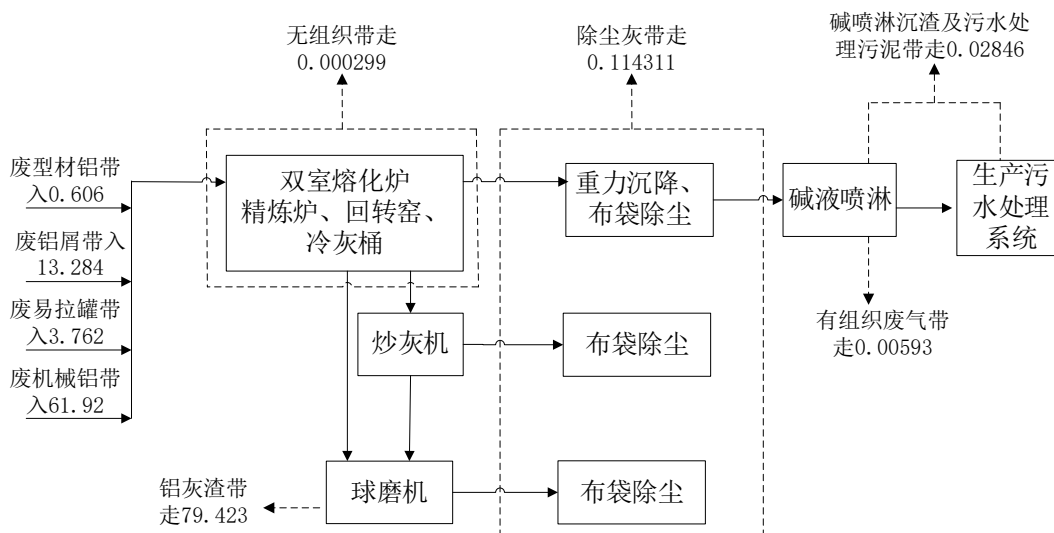 无组织带走
0.000299
除尘灰带走
0.114311
碱喷淋沉渣及污水处
理污泥带走0.02846
废型材铝带
入0.606
废铝屑带入
13.284
废易拉罐带
入3.762
废机械铝带
入61.92
双室熔化炉
精炼炉、回转窑、
冷灰桶
重力沉降、
布袋除尘
碱液喷淋
生产污
水处理
系统
炒灰机
布袋除尘
有组织废气带
走0.00593
铝灰渣带
走79.423
球磨机
布袋除尘